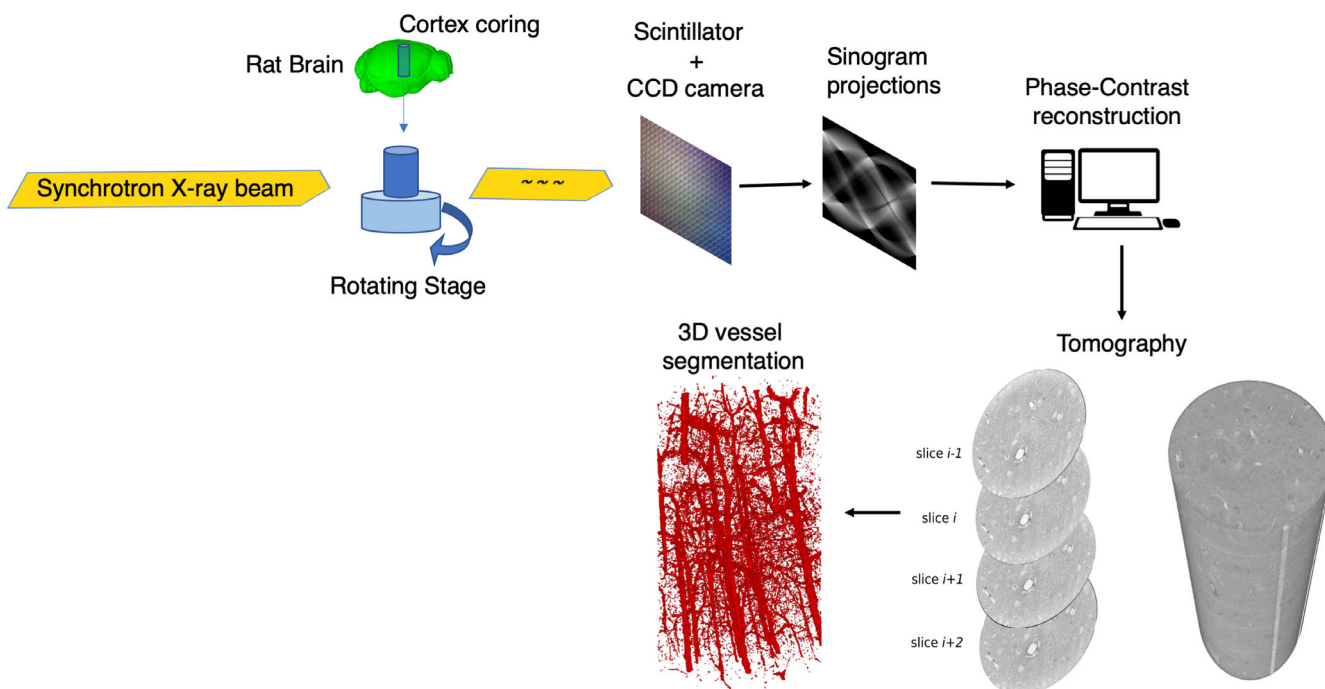 Cortex coring
Rat Brain
Scintillator
+
CCD camera
Sinogram
projections
Phase-Contrast
reconstruction
Synchrotron X-ray beam
~ ~ ~
Rotating Stage
3D vessel
segmentation
Tomography
slice i-1
slice i
slice i+1
slice i+2